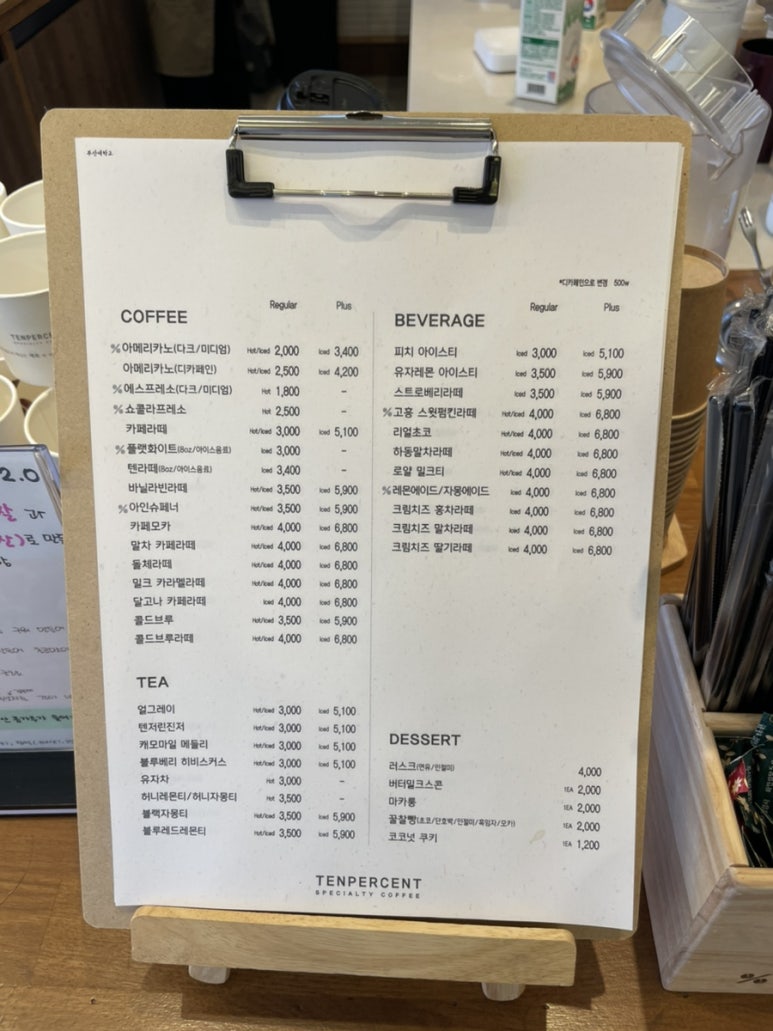 부산대학교
*디카페인으로 변경 500w
COFFEE Regular Plus
%아메리카노(다크/미디엄) Hot/Iced 2,000 Iced 3,400
아메리카노(디카페인) Hot/Iced 2,500 Iced 4,200
%에스프레소(다크/미디엄) Hot 1,800 –
%쇼콜라프레소 Hot 2,500 –
카페라떼 Hot/Iced 3,000 Iced 5,100
%플랫화이트(8oz/아이스음료) Iced 3,000 –
텐라떼(8oz/아이스음료) Iced 3,400 –
바닐라빈라떼 Hot/Iced 3,500 Iced 5,900
%아인슈페너 Hot/Iced 3,500 Iced 5,900
카페모카 Hot/Iced 4,000 Iced 6,800
말차 카페라떼 Hot/Iced 4,000 Iced 6,800
돌체라떼 Hot/Iced 4,000 Iced 6,800
밀크 카라멜라떼 Hot/Iced 4,000 Iced 6,800
달고나 카페라떼 Iced 4,000 Iced 6,800
콜드브루 Hot/Iced 3,500 Iced 5,900
콜드브루라떼 Hot/Iced 4,000 Iced 6,800
TEA
얼그레이 Hot/Iced 3,000 Iced 5,100
텐저린진저 Hot/Iced 3,000 Iced 5,100
캐모마일 메들리 Hot/Iced 3,000 Iced 5,100
블루베리 히비스커스 Hot/Iced 3,000 Iced 5,100
유자차 Hot 3,000 –
허니레몬티/허니자몽티 Hot 3,500 –
블랙자몽티 Hot/Iced 3,500 Iced 5,900
블루레드레몬티 Hot/Iced 3,500 Iced 5,900
BEVERAGE Regular Plus
피치 아이스티 Iced 3,000 Iced 5,100
유자레몬 아이스티 Iced 3,500 Iced 5,900
스트로베리라떼 Iced 3,500 Iced 5,900
%고흥 스윗펌킨라떼 Hot/Iced 4,000 Iced 6,800
리얼초코 Hot/Iced 4,000 Iced 6,800
하동말차라떼 Hot/Iced 4,000 Iced 6,800
로얄 밀크티 Hot/Iced 4,000 Iced 6,800
%레몬에이드/자몽에이드 Iced 4,000 Iced 6,800
크림치즈 홍차라떼 Iced 4,000 Iced 6,800
크림치즈 말차라떼 Iced 4,000 Iced 6,800
크림치즈 딸기라떼 Iced 4,000 Iced 6,800
DESSERT
러스크(연유/인절미) 4,000
버터밀크스콘 1EA 2,000
마카롱 1EA 2,000
꿀찰빵(초코/단호박/인절미/흑임자/모카) 1EA 2,000
코코넛 쿠키 1EA 1,200
TENPERCENT
SPECIALTY COFFEE
2.0